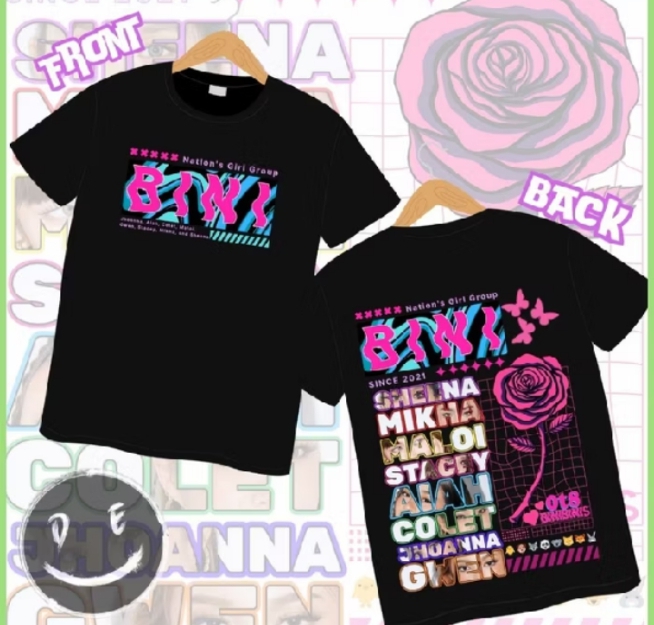 FRONT
×××××Nation's Girl Group
BINI
BACK
×××××Nation's Girl Group
BINI
SINCE 2021
SHEENA
MIKHA
MALOI
STACEY
AIAH
COLET
JHOANNA
GWEN
Ot8
D E
SHEENA
COLET
JHOANNA
GWEN